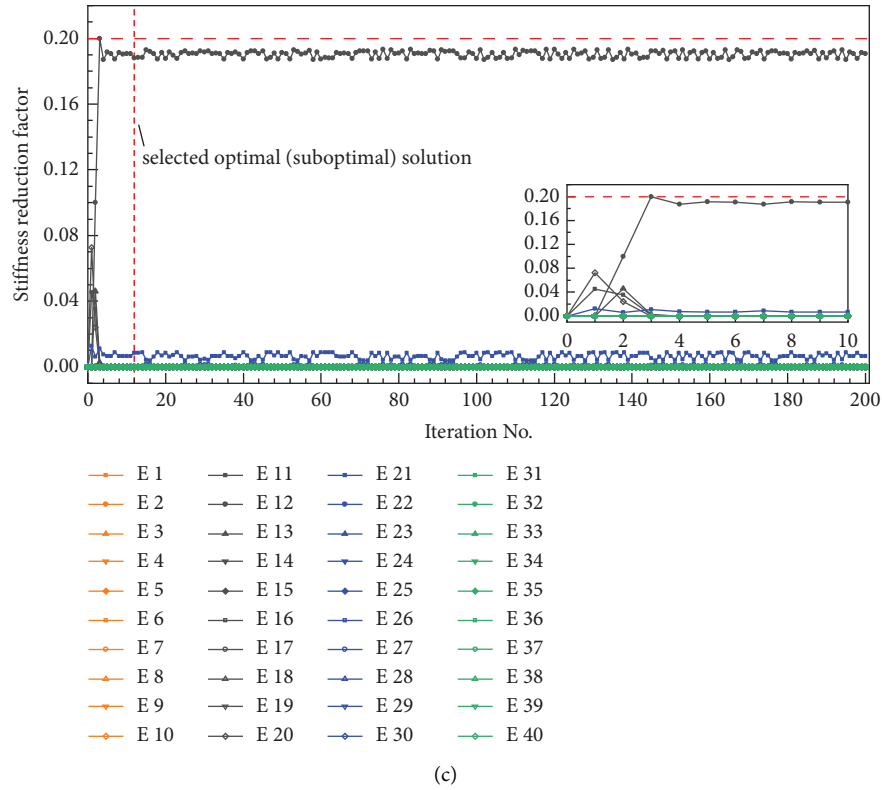 0.20
0.16
0.12
0.08
0.04
0.00
Stiffness reduction factor
selected optimal (suboptimal) solution
0.20
0.16
0.12
0.08
0.04
0.00
0 2 4 6 8 10
0 20 40 60 80 100 120 140 160 180 200
Iteration No.
E 1 E 11 E 21 E 31
E 2 E 12 E 22 E 32
E 3 E 13 E 23 E 33
E 4 E 14 E 24 E 34
E 5 E 15 E 25 E 35
E 6 E 16 E 26 E 36
E 7 E 17 E 27 E 37
E 8 E 18 E 28 E 38
E 9 E 19 E 29 E 39
E 10 E 20 E 30 E 40
(c)